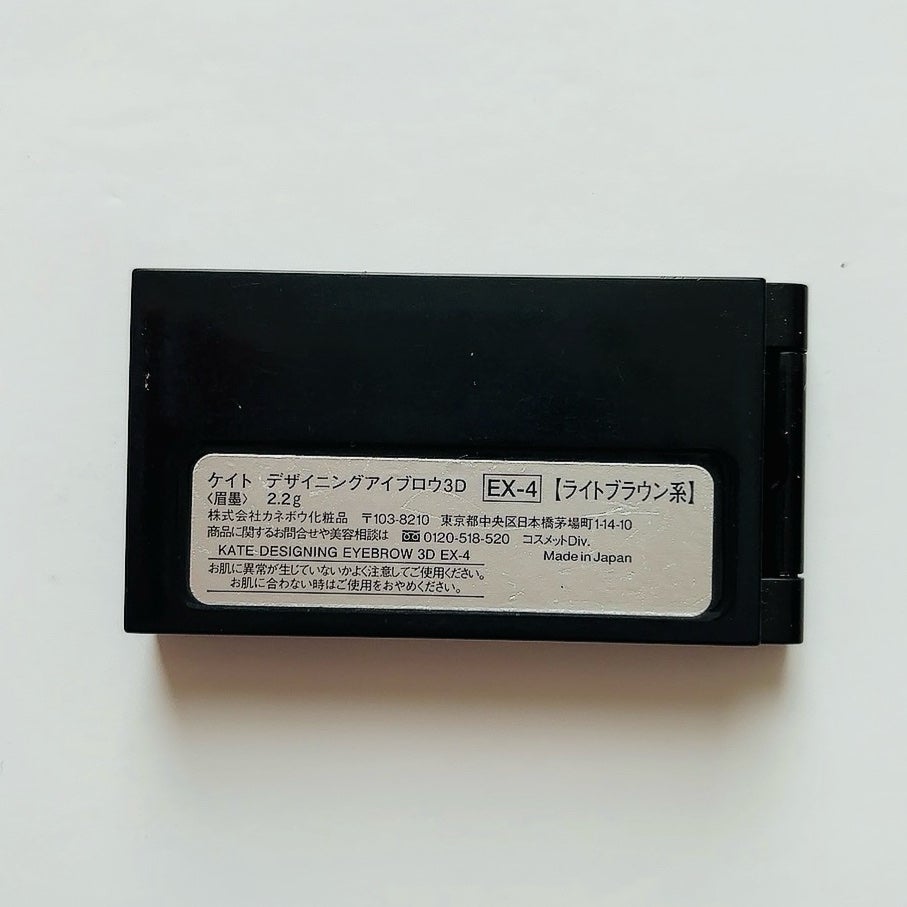 ケイト デザイニングアイブロウ3D EX-4 【ライトブラウン系】
〈眉墨〉 2.2g
株式会社カネボウ化粧品 〒103-8210 東京都中央区日本橋茅場町1-14-10
商品に関するお問合せや美容相談は 0120-518-520 コスメットDiv.
KATE DESIGNING EYEBROW 3D EX-4 Made in Japan
お肌に異常が生じていないかよく注意してご使用ください。
お肌に合わない時はご使用をおやめください。